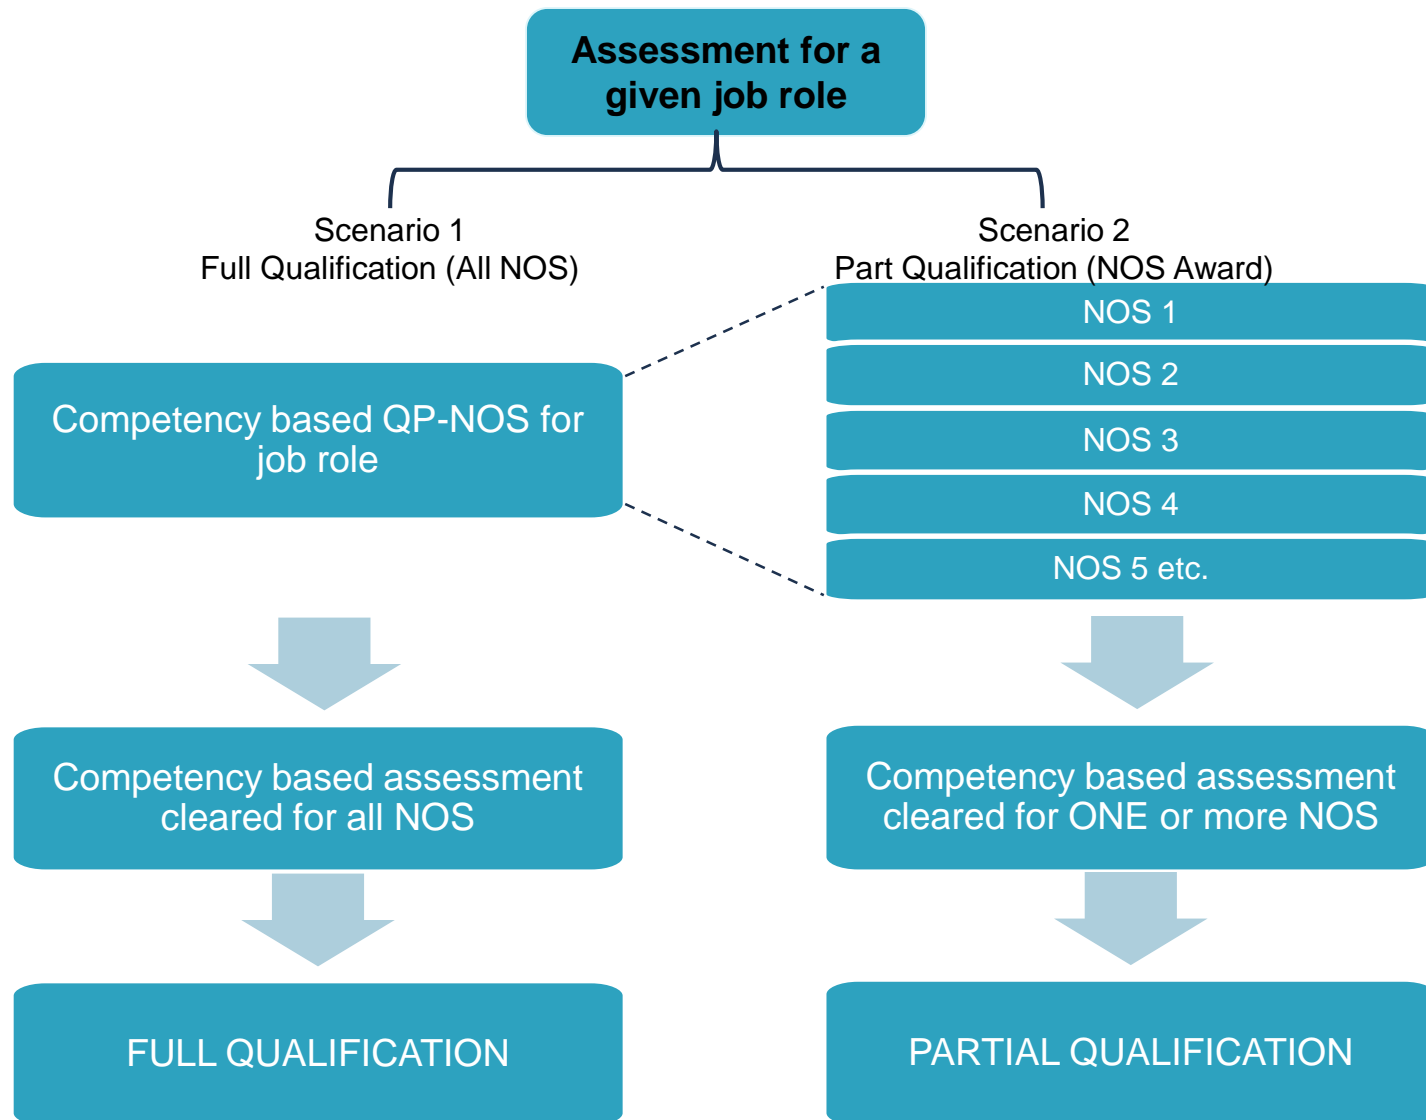 Assessment for a
given job role
Scenario 1
Full Qualification (All NOS)
Competency based QP-NOS for
job role
Competency based assessment
cleared for all NOS
FULL QUALIFICATION
Scenario 2
Part Qualification (NOS Award)
NOS 1
NOS 2
NOS 3
NOS 4
NOS 5 etc.
Competency based assessment
cleared for ONE or more NOS
PARTIAL QUALIFICATION